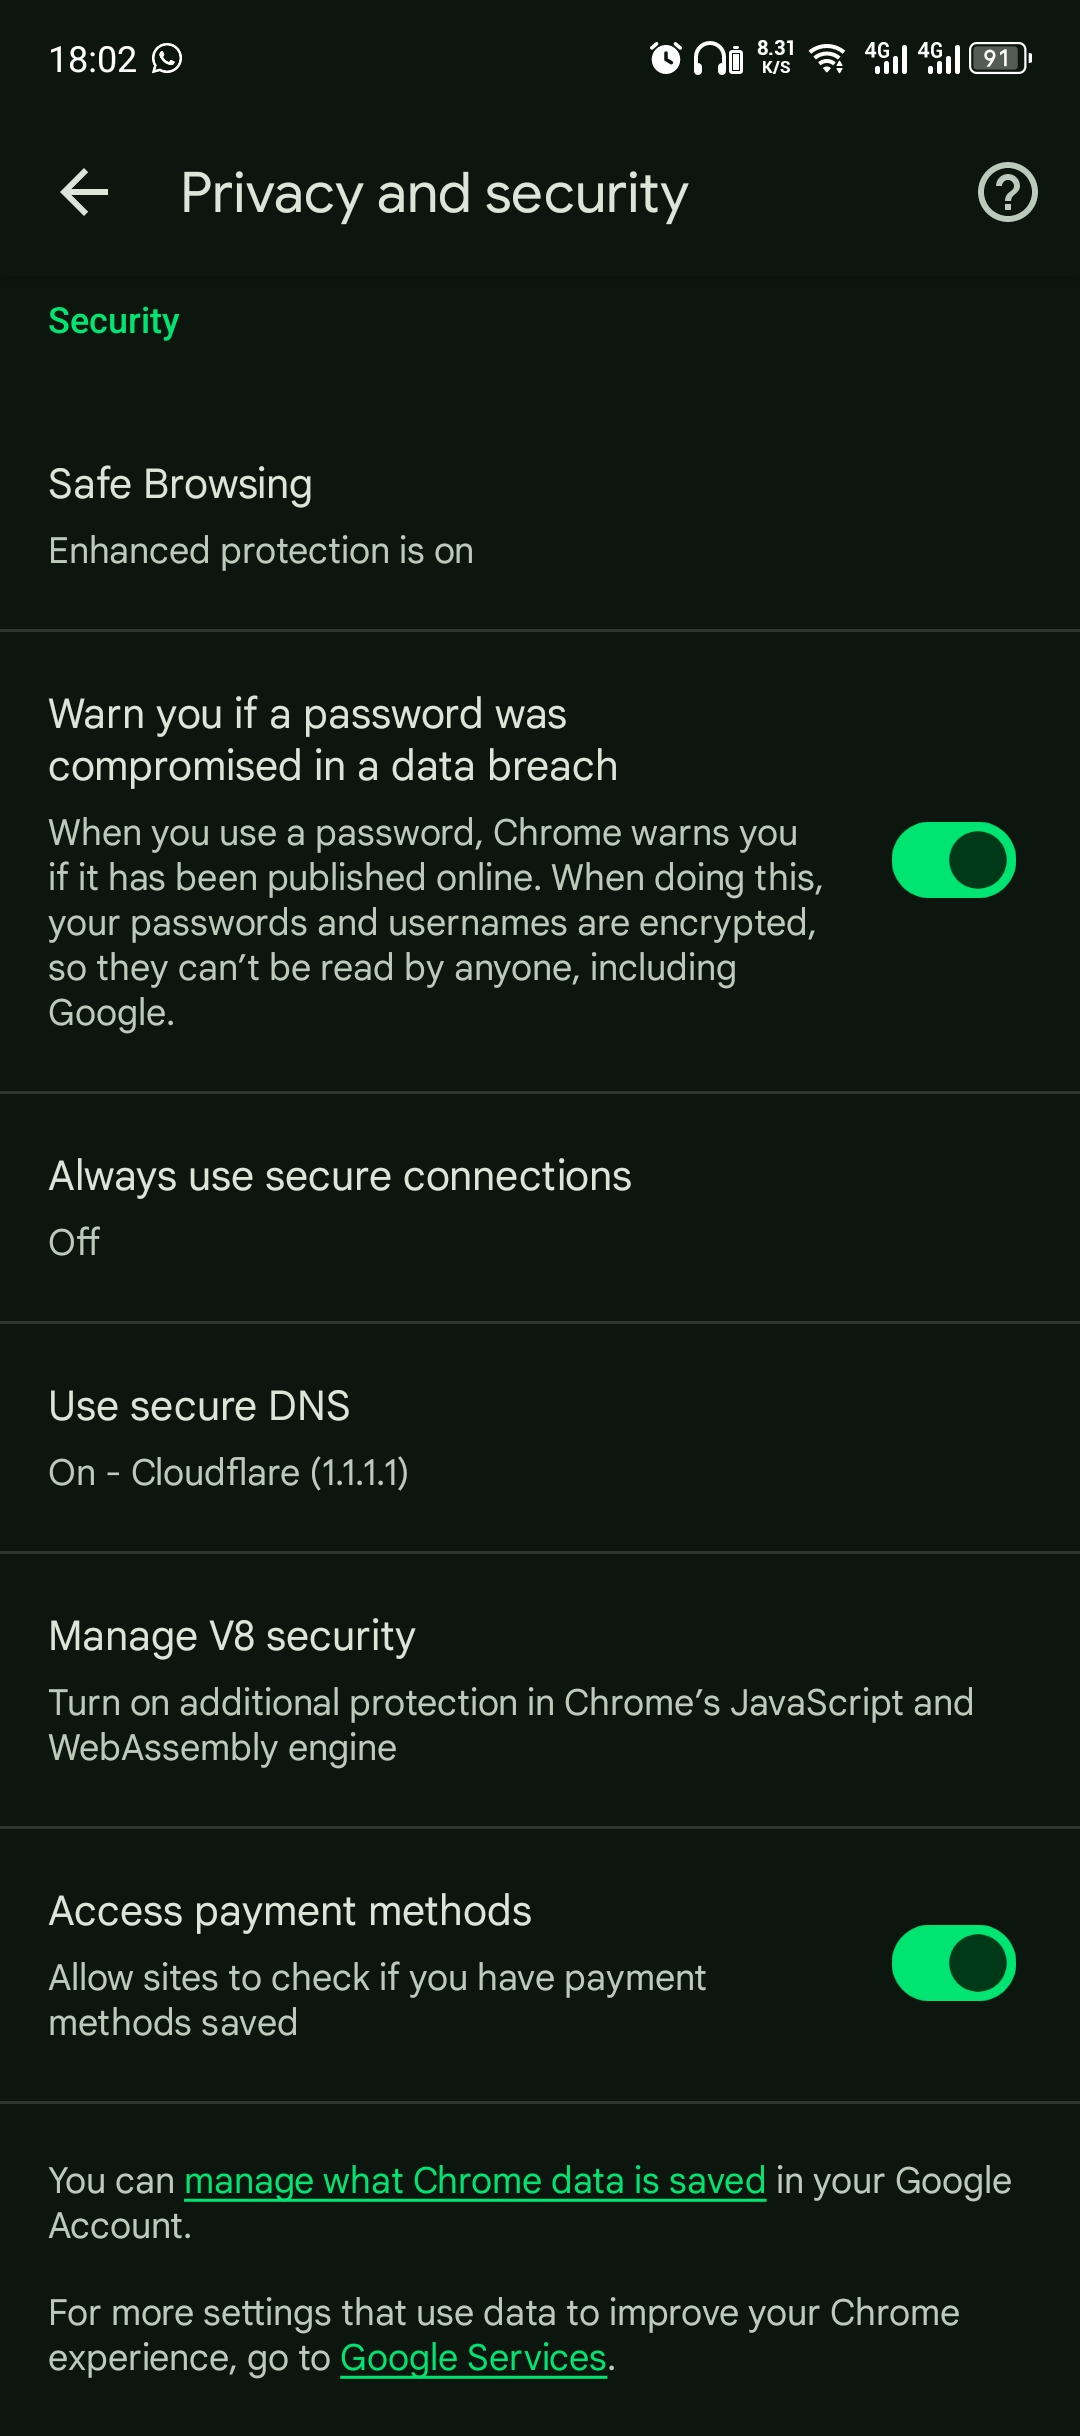 18:02
8.31
K/S
4G
4G
91
Privacy and security
Security
Safe Browsing
Enhanced protection is on
Warn you if a password was
compromised in a data breach
When you use a password, Chrome warns you
if it has been published online. When doing this,
your passwords and usernames are encrypted,
so they can’t be read by anyone, including
Google.
Always use secure connections
Off
Use secure DNS
On - Cloudflare (1.1.1.1)
Manage V8 security
Turn on additional protection in Chrome’s JavaScript and
WebAssembly engine
Access payment methods
Allow sites to check if you have payment
methods saved
You can manage what Chrome data is saved in your Google
Account.
For more settings that use data to improve your Chrome
experience, go to Google Services.